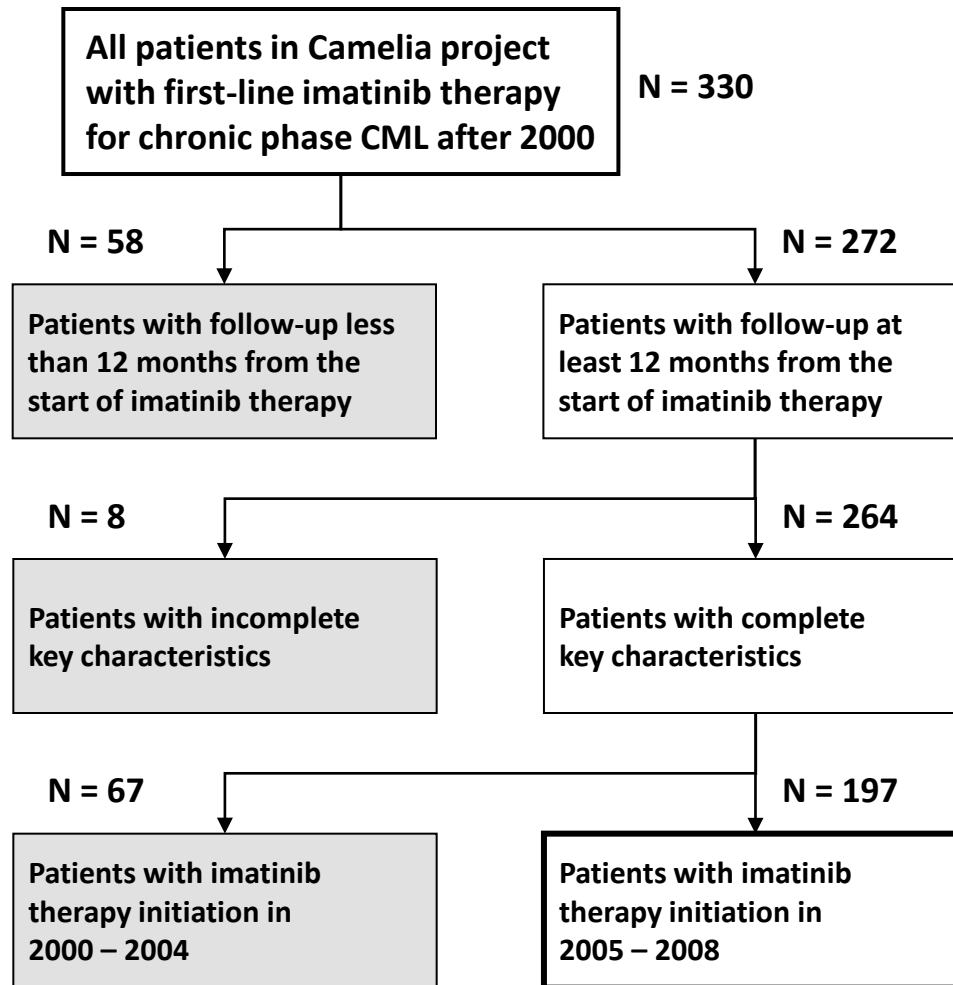 All patients in Camelia project
with first-line imatinib therapy
for chronic phase CML after 2000
N = 330
N = 58
N = 272
Patients with follow-up less
than 12 months from the
start of imatinib therapy
Patients with follow-up at
least 12 months from the
start of imatinib therapy
N = 8
N = 264
Patients with incomplete
key characteristics
Patients with complete
key characteristics
N = 67
N = 197
Patients with imatinib
therapy initiation in
2000 – 2004
Patients with imatinib
therapy initiation in
2005 – 2008